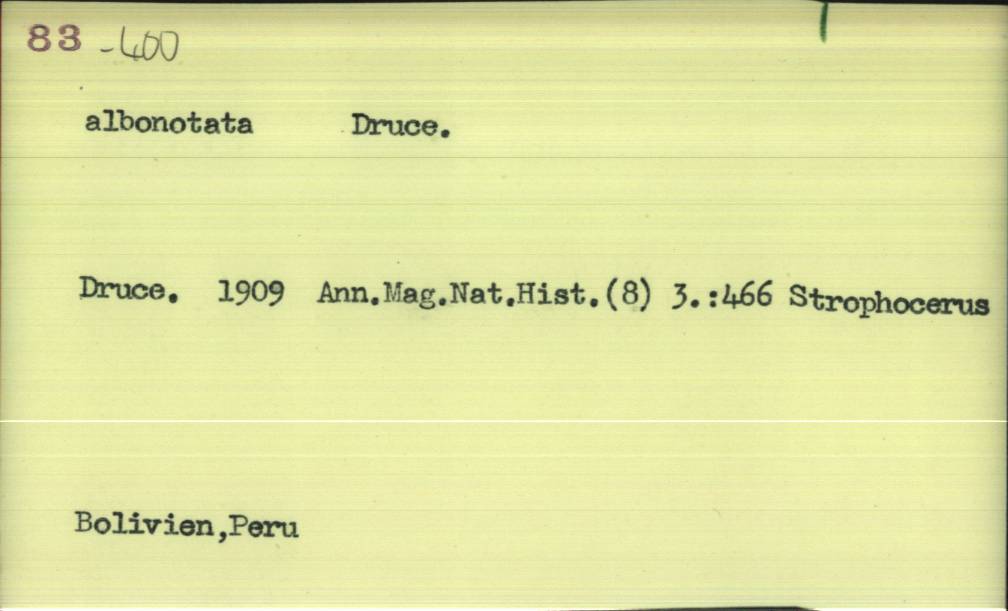 83 -400
albonotata Druce.
Druce. 1909 Ann.Mag.Nat.Hist.(8) 3.:466 Strophocerus
Bolivien,Peru